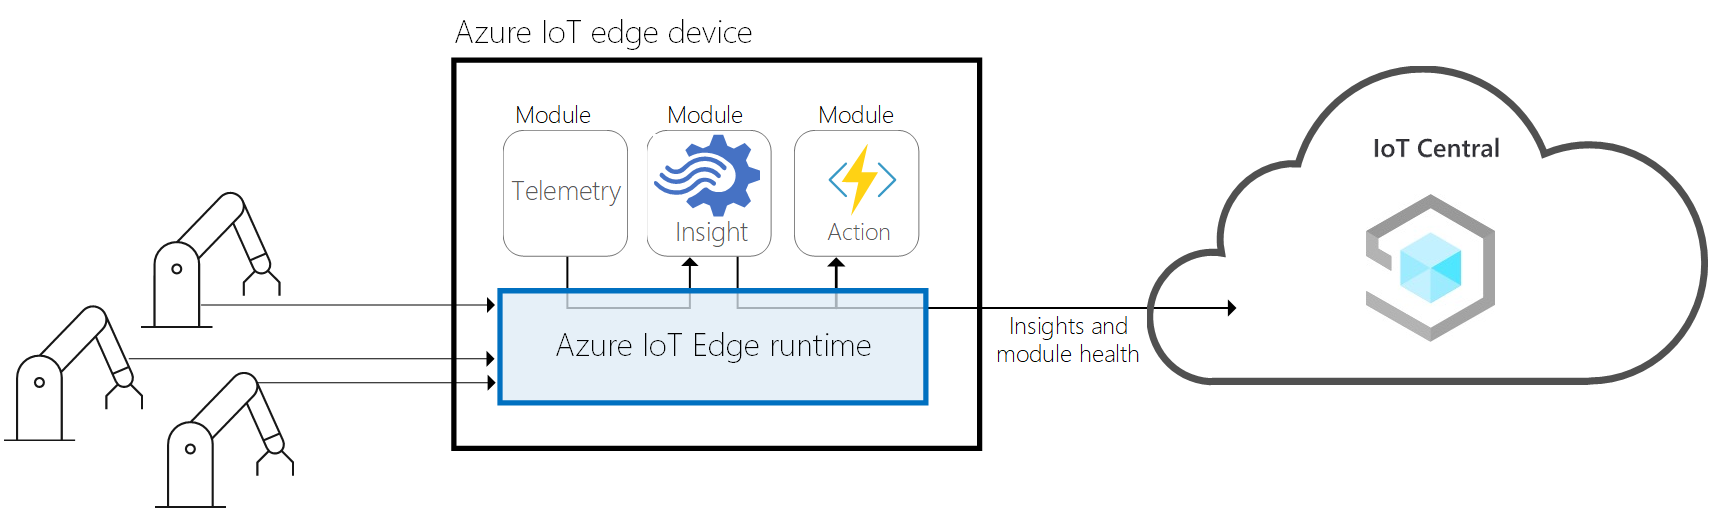 Azure IoT edge device
Module
Module
Module
Telemetry
Insight
Action
Azure IoT Edge runtime
Insights and
module health
IoT Central